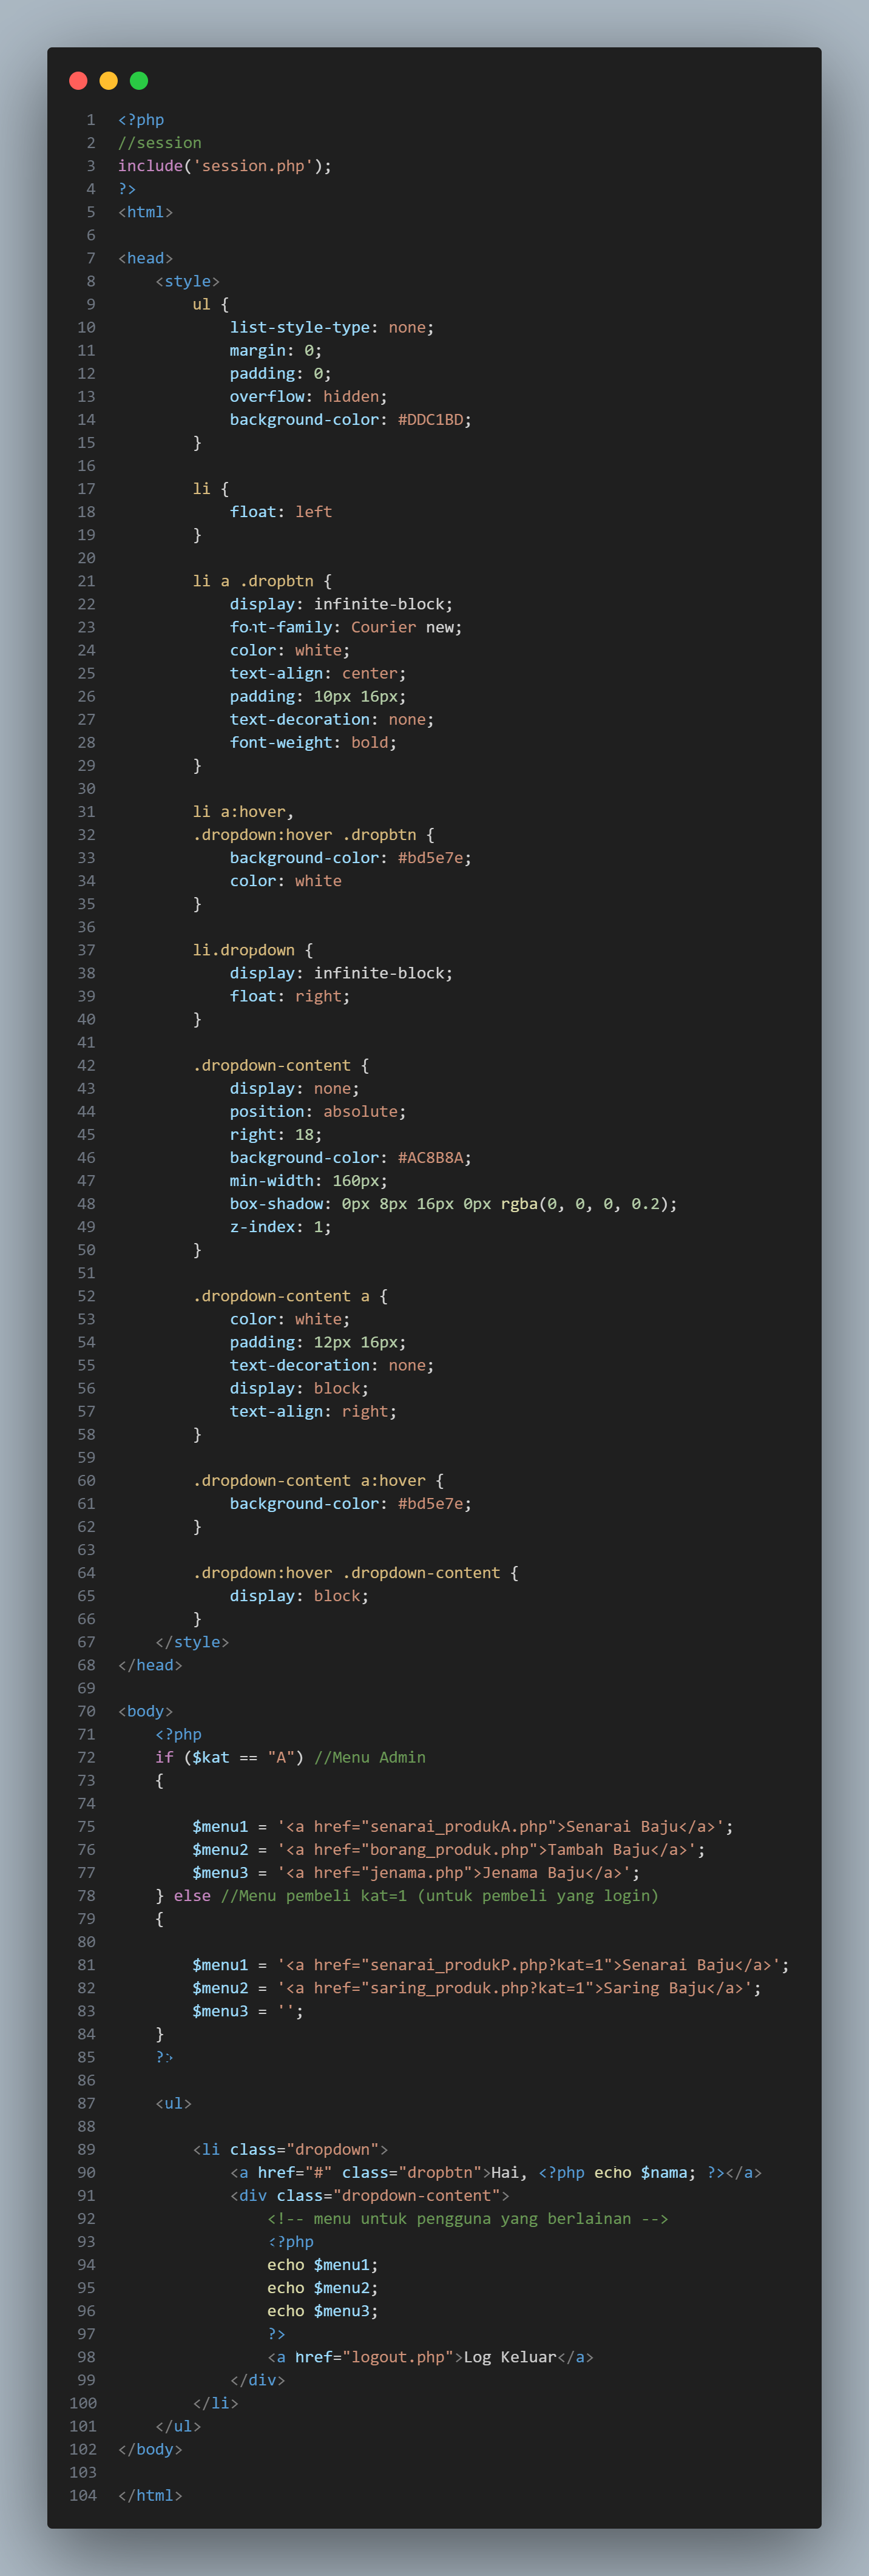 1 <?php
2 //session
3 include('session.php');
4 ?>
5 <html>
6
7 <head>
8     <style>
9         ul {
10             list-style-type: none;
11             margin: 0;
12             padding: 0;
13             overflow: hidden;
14             background-color: #DDC1BD;
15         }
16
17         li {
18             float: left
19         }
20
21         li a .dropbtn {
22             display: infinite-block;
23             font-family: Courier new;
24             color: white;
25             text-align: center;
26             padding: 10px 16px;
27             text-decoration: none;
28             font-weight: bold;
29         }
30
31         li a:hover,
32         .dropdown:hover .dropbtn {
33             background-color: #bd5e7e;
34             color: white
35         }
36
37         li.dropdown {
38             display: infinite-block;
39             float: right;
40         }
41
42         .dropdown-content {
43             display: none;
44             position: absolute;
45             right: 18;
46             background-color: #AC8B8A;
47             min-width: 160px;
48             box-shadow: 0px 8px 16px 0px rgba(0, 0, 0, 0.2);
49             z-index: 1;
50         }
51
52         .dropdown-content a {
53             color: white;
54             padding: 12px 16px;
55             text-decoration: none;
56             display: block;
57             text-align: right;
58         }
59
60         .dropdown-content a:hover {
61             background-color: #bd5e7e;
62         }
63
64         .dropdown:hover .dropdown-content {
65             display: block;
66         }
67     </style>
68 </head>
69
70 <body>
71     <?php
72     if ($kat == "A") //Menu Admin
73     {
74
75         $menu1 = '<a href="senarai_produkA.php">Senarai Baju</a>';
76         $menu2 = '<a href="borang_produk.php">Tambah Baju</a>';
77         $menu3 = '<a href="jenama.php">Jenama Baju</a>';
78     } else //Menu pembeli kat=1 (untuk pembeli yang login)
79     {
80
81         $menu1 = '<a href="senarai_produkP.php?kat=1">Senarai Baju</a>';
82         $menu2 = '<a href="saring_produk.php?kat=1">Saring Baju</a>';
83         $menu3 = '';
84     }
85     ?>
86
87     <ul>
88
89         <li class="dropdown">
90             <a href="#" class="dropbtn">Hai, <?php echo $nama; ?></a>
91             <div class="dropdown-content">
92                 <!-- menu untuk pengguna yang berlainan -->
93                 <?php
94                 echo $menu1;
95                 echo $menu2;
96                 echo $menu3;
97                 ?>
98                 <a href="logout.php">Log Keluar</a>
99             </div>
100         </li>
101     </ul>
102 </body>
103
104 </html>